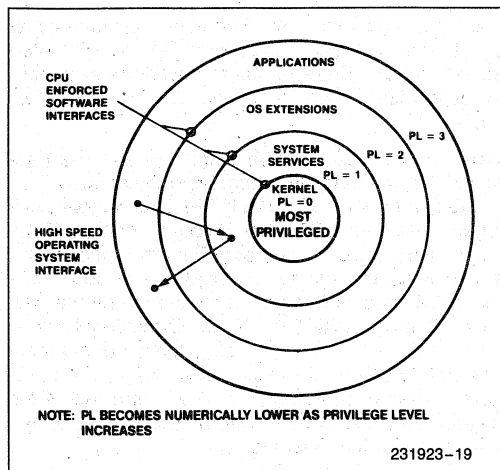 APPLICATIONS
CPU
ENFORCED
SOFTWARE
INTERFACES
OS EXTENSIONS
PL = 3
SYSTEM
SERVICES
PL = 2
PL = 1
KERNEL
PL = 0
MOST
PRIVILEGED
HIGH SPEED
OPERATING
SYSTEM
INTERFACE
NOTE: PL BECOMES NUMERICALLY LOWER AS PRIVILEGE LEVEL
INCREASES
231923–19